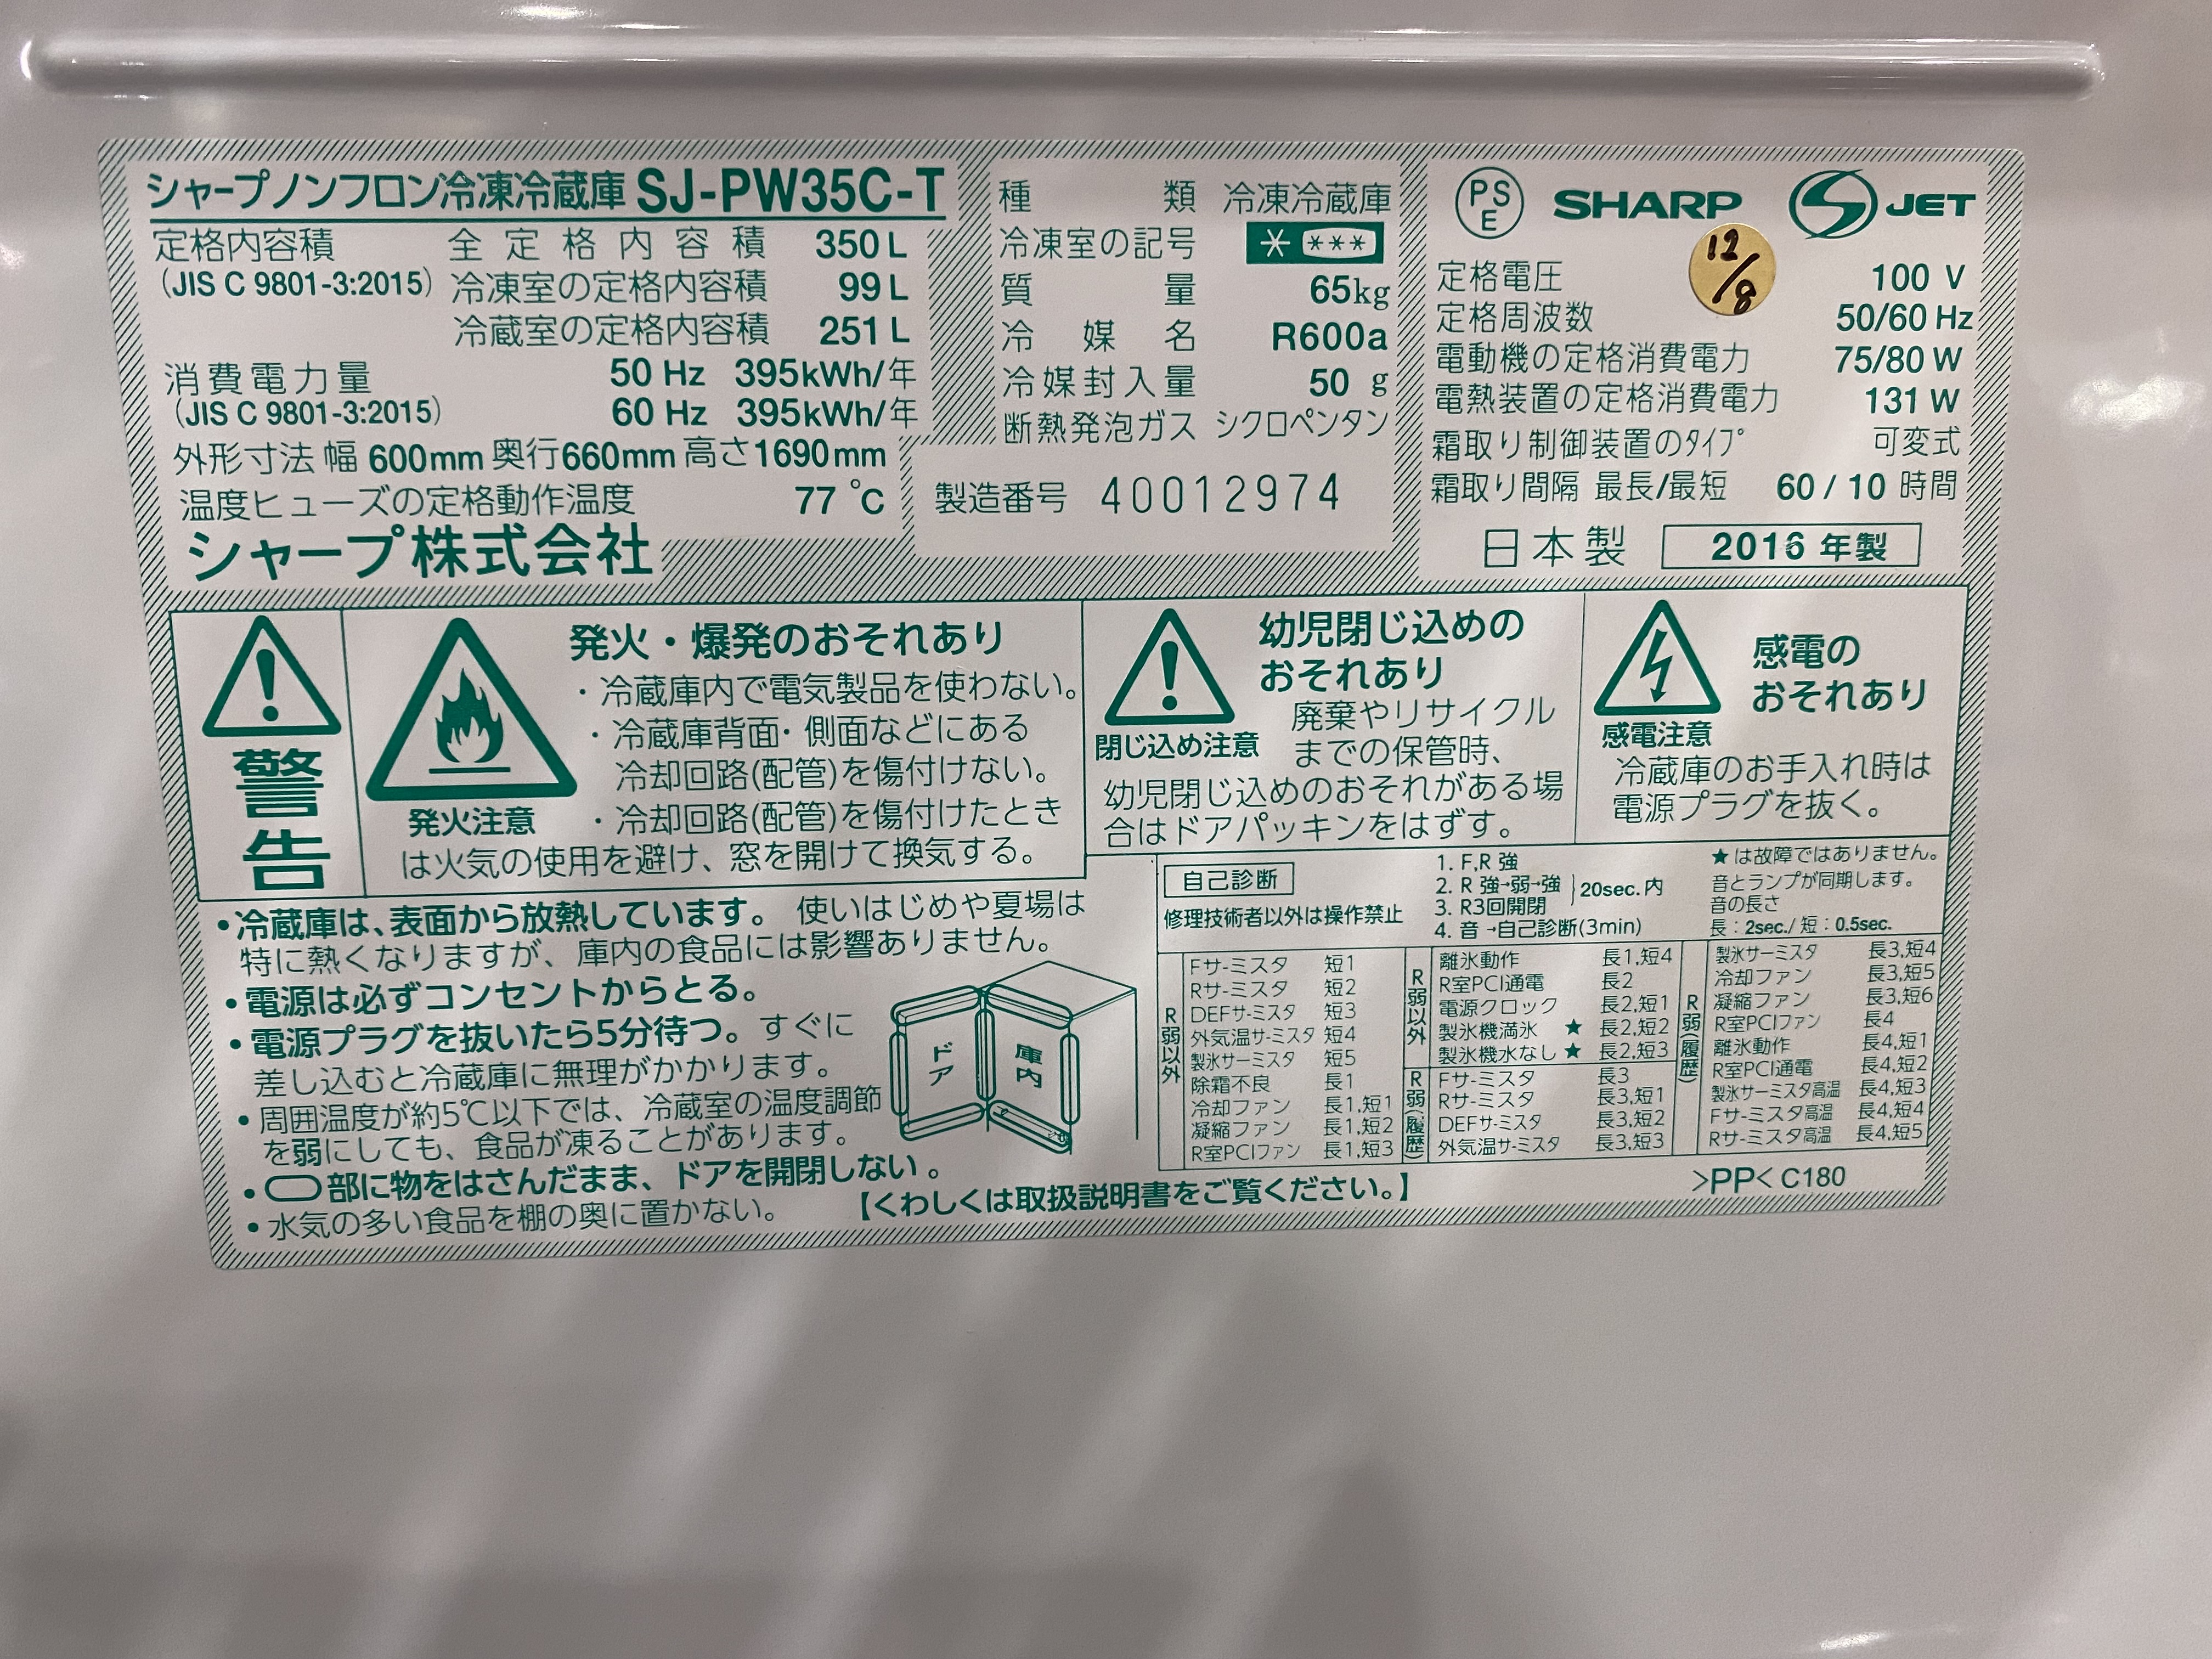 シャープノンフロン冷凍冷蔵庫 SJ-PW35C-T
定格内容積 全定格内容積 350 L
(JIS C 9801-3:2015) 冷凍室の定格内容積 99 L
冷蔵室の定格内容積 251 L
消費電力量 50 Hz 395kWh/年
(JIS C 9801-3:2015) 60 Hz 395kWh/年
外形寸法 幅 600mm 奥行660mm 高さ1690mm
温度ヒューズの定格動作温度 77 ℃
シャープ株式会社
種類 冷凍冷蔵庫
冷凍室の記号 * ***
質量 65kg
冷媒名 R600a
冷媒封入量 50 g
断熱発泡ガス シクロペンタン
製造番号 40012974
PSE SHARP S JET
12/8
定格電圧 100 V
定格周波数 50/60 Hz
電動機の定格消費電力 75/80 W
電熱装置の定格消費電力 131 W
霜取り制御装置のタイプ 可変式
霜取り間隔 最長/最短 60 / 10 時間
日本製 2016 年製
警告
発火注意
発火・爆発のおそれあり
・冷蔵庫内で電気製品を使わない。
・冷蔵庫背面・側面などにある
冷却回路(配管)を傷付けない。
・冷却回路(配管)を傷付けたとき
は火気の使用を避け、窓を開けて換気する。
閉じ込め注意
幼児閉じ込めの
おそれあり
廃棄やリサイクル
までの保管時、
幼児閉じ込めのおそれがある場
合はドアパッキンをはずす。
感電注意
感電の
おそれあり
冷蔵庫のお手入れ時は
電源プラグを抜く。
•冷蔵庫は、表面から放熱しています。 使いはじめや夏場は
特に熱くなりますが、庫内の食品には影響ありません。
•電源は必ずコンセントからとる。
•電源プラグを抜いたら5分待つ。すぐに
差し込むと冷蔵庫に無理がかかります。
•周囲温度が約5℃以下では、冷蔵室の温度調節
を弱にしても、食品が凍ることがあります。
•⬭部に物をはさんだまま、ドアを開閉しない。
•水気の多い食品を棚の奥に置かない。
【くわしくは取扱説明書をご覧ください。】
ドア
庫内
自己診断
修理技術者以外は操作禁止
1. F,R 強
2. R 強→弱→強
3. R3回開閉
20sec.内
4. 音→自己診断(3min)
★は故障ではありません。
音とランプが同期します。
音の長さ
長：2sec./ 短：0.5sec.
R弱以外
Fサーミスタ 短1
Rサーミスタ 短2
DEFサーミスタ 短3
外気温サーミスタ 短4
製氷サーミスタ 短5
除霜不良 長1
冷却ファン 長1,短1
凝縮ファン 長1,短2
R室PCIファン 長1,短3
R弱以外
離氷動作 長1,短4
R室PCI通電 長2
電源クロック 長2,短1
製氷機満氷 ★ 長2,短2
製氷機水なし ★ 長2,短3
R弱(履歴)
Fサーミスタ 長3
Rサーミスタ 長3,短1
DEFサーミスタ 長3,短2
外気温サーミスタ 長3,短3
R弱(履歴)
製氷サーミスタ 長3,短4
冷却ファン 長3,短5
凝縮ファン 長3,短6
R室PCIファン 長4
離氷動作 長4,短1
R室PCI通電 長4,短2
製氷サーミスタ高温 長4,短3
Fサーミスタ高温 長4,短4
Rサーミスタ高温 長4,短5
>PP< C180